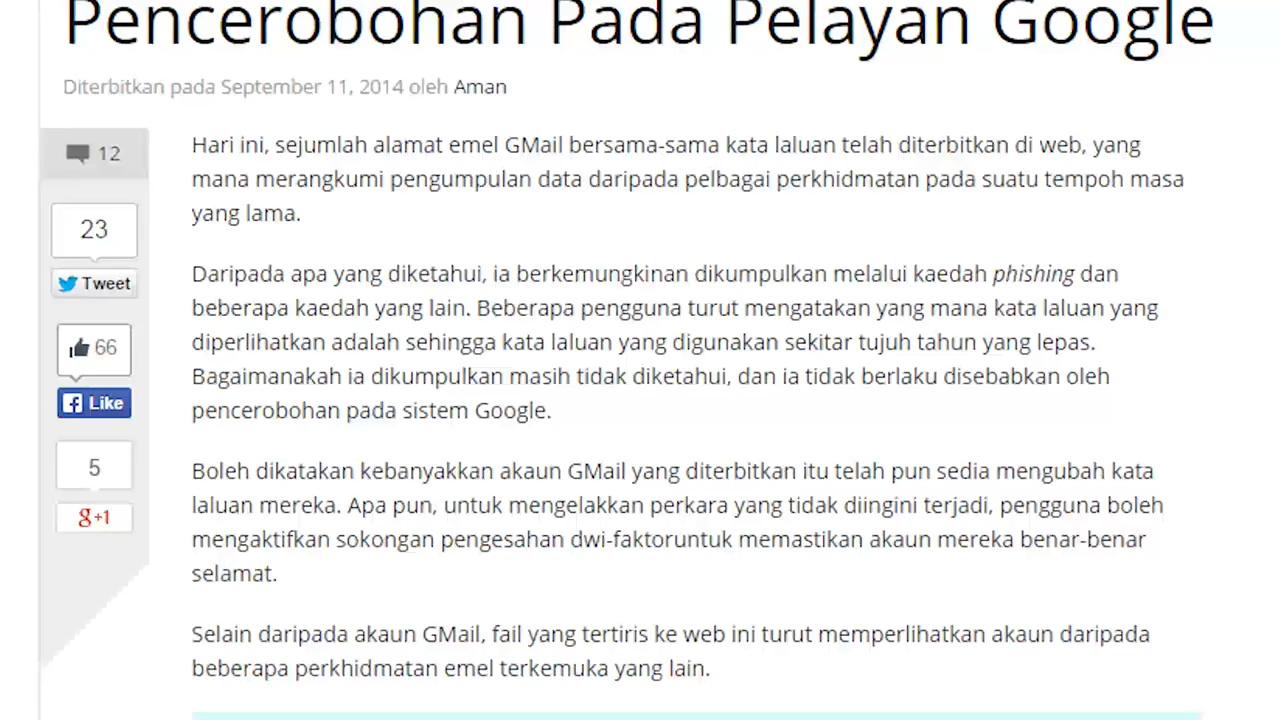 Pencerobohan Pada Pelayan Google
Diterbitkan pada September 11, 2014 oleh Aman
12
23
Tweet
66
Like
5
g+1
Hari ini, sejumlah alamat emel GMail bersama-sama kata laluan telah diterbitkan di web, yang
mana merangkumi pengumpulan data daripada pelbagai perkhidmatan pada suatu tempoh masa
yang lama.
Daripada apa yang diketahui, ia berkemungkinan dikumpulkan melalui kaedah phishing dan
beberapa kaedah yang lain. Beberapa pengguna turut mengatakan yang mana kata laluan yang
diperlihatkan adalah sehingga kata laluan yang digunakan sekitar tujuh tahun yang lepas.
Bagaimanakah ia dikumpulkan masih tidak diketahui, dan ia tidak berlaku disebabkan oleh
pencerobohan pada sistem Google.
Boleh dikatakan kebanyakkan akaun GMail yang diterbitkan itu telah pun sedia mengubah kata
laluan mereka. Apa pun, untuk mengelakkan perkara yang tidak diingini terjadi, pengguna boleh
mengaktifkan sokongan pengesahan dwi-faktoruntuk memastikan akaun mereka benar-benar
selamat.
Selain daripada akaun GMail, fail yang tertiris ke web ini turut memperlihatkan akaun daripada
beberapa perkhidmatan emel terkemuka yang lain.